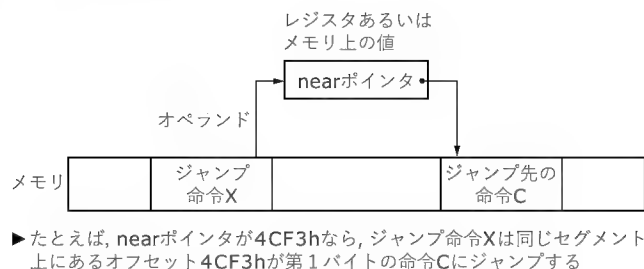 レジスタあるいは
メモリ上の値
nearポインタ
オペランド
メモリ
ジャンプ
命令X
ジャンプ先の
命令C
▶たとえば, nearポインタが4CF3hなら, ジャンプ命令Xは同じセグメント
上にあるオフセット4CF3hが第1バイトの命令Cにジャンプする